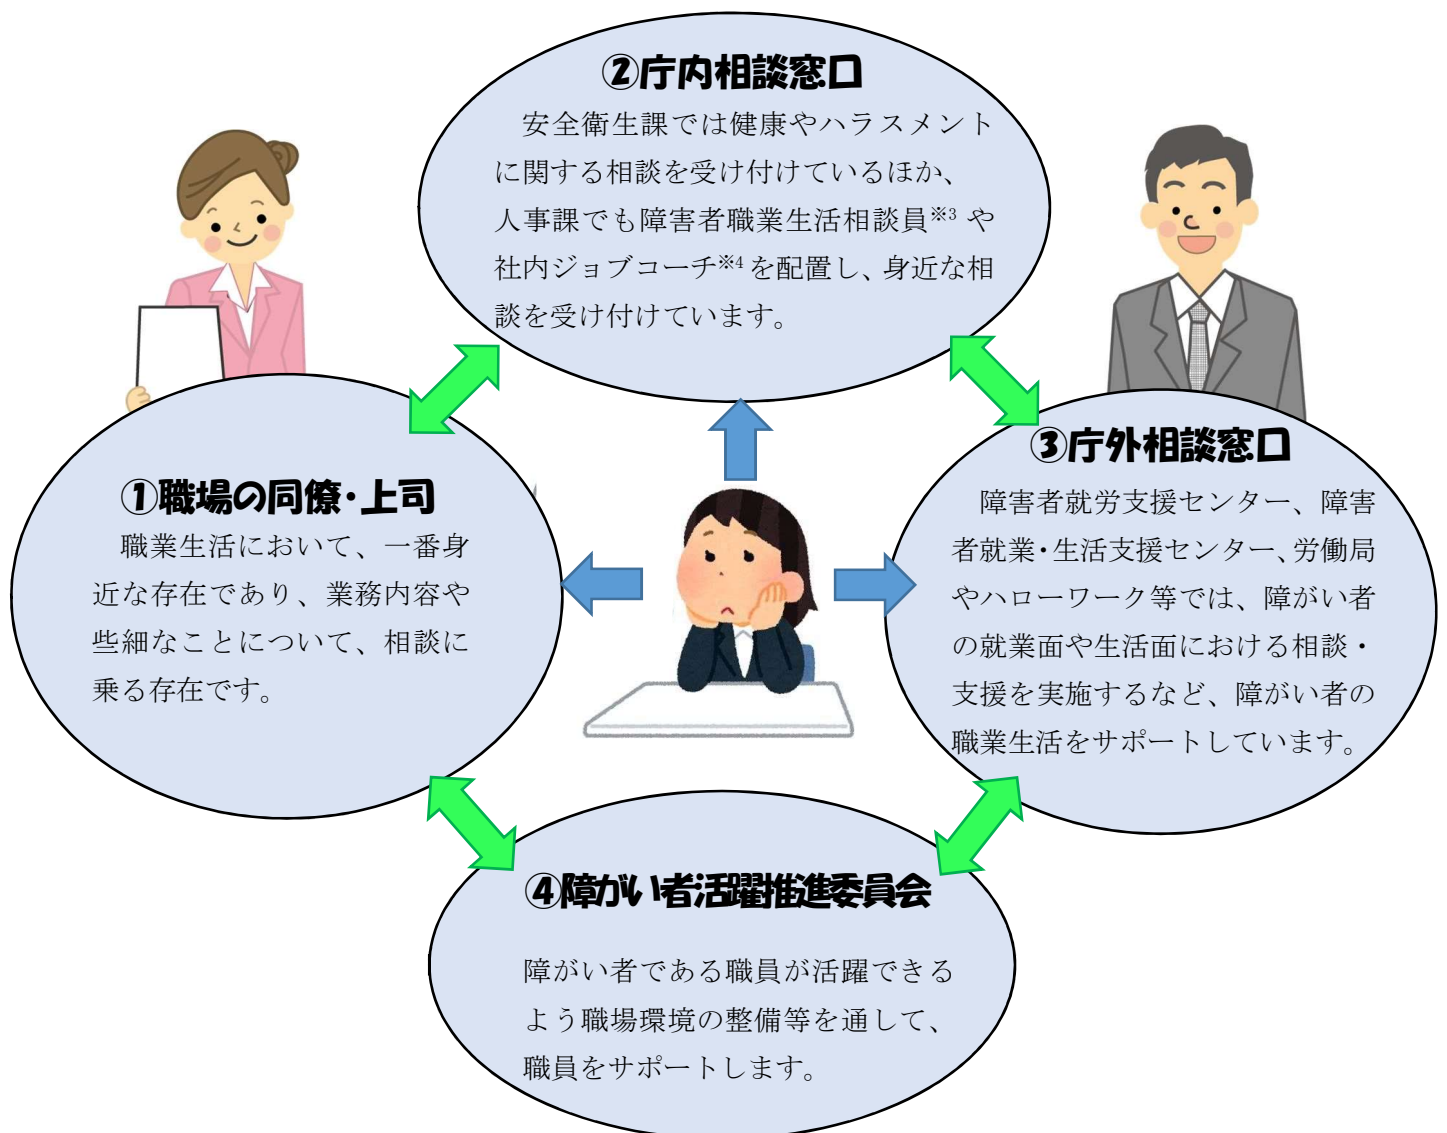 ②庁内相談窓口
安全衛生課では健康やハラスメント
に関する相談を受け付けているほか、
人事課でも障害者職業生活相談員※3 や
社内ジョブコーチ※4 を配置し、身近な相
談を受け付けています。
①職場の同僚・上司
職業生活において、一番身
近な存在であり、業務内容や
些細なことについて、相談に
乗る存在です。
③庁外相談窓口
障害者就労支援センター、障害
者就業・生活支援センター、労働局
やハローワーク等では、障がい者
の就業面や生活面における相談・
支援を実施するなど、障がい者の
職業生活をサポートしています。
④障がい者活躍推進委員会
障がい者である職員が活躍できる
よう職場環境の整備等を通して、
職員をサポートします。